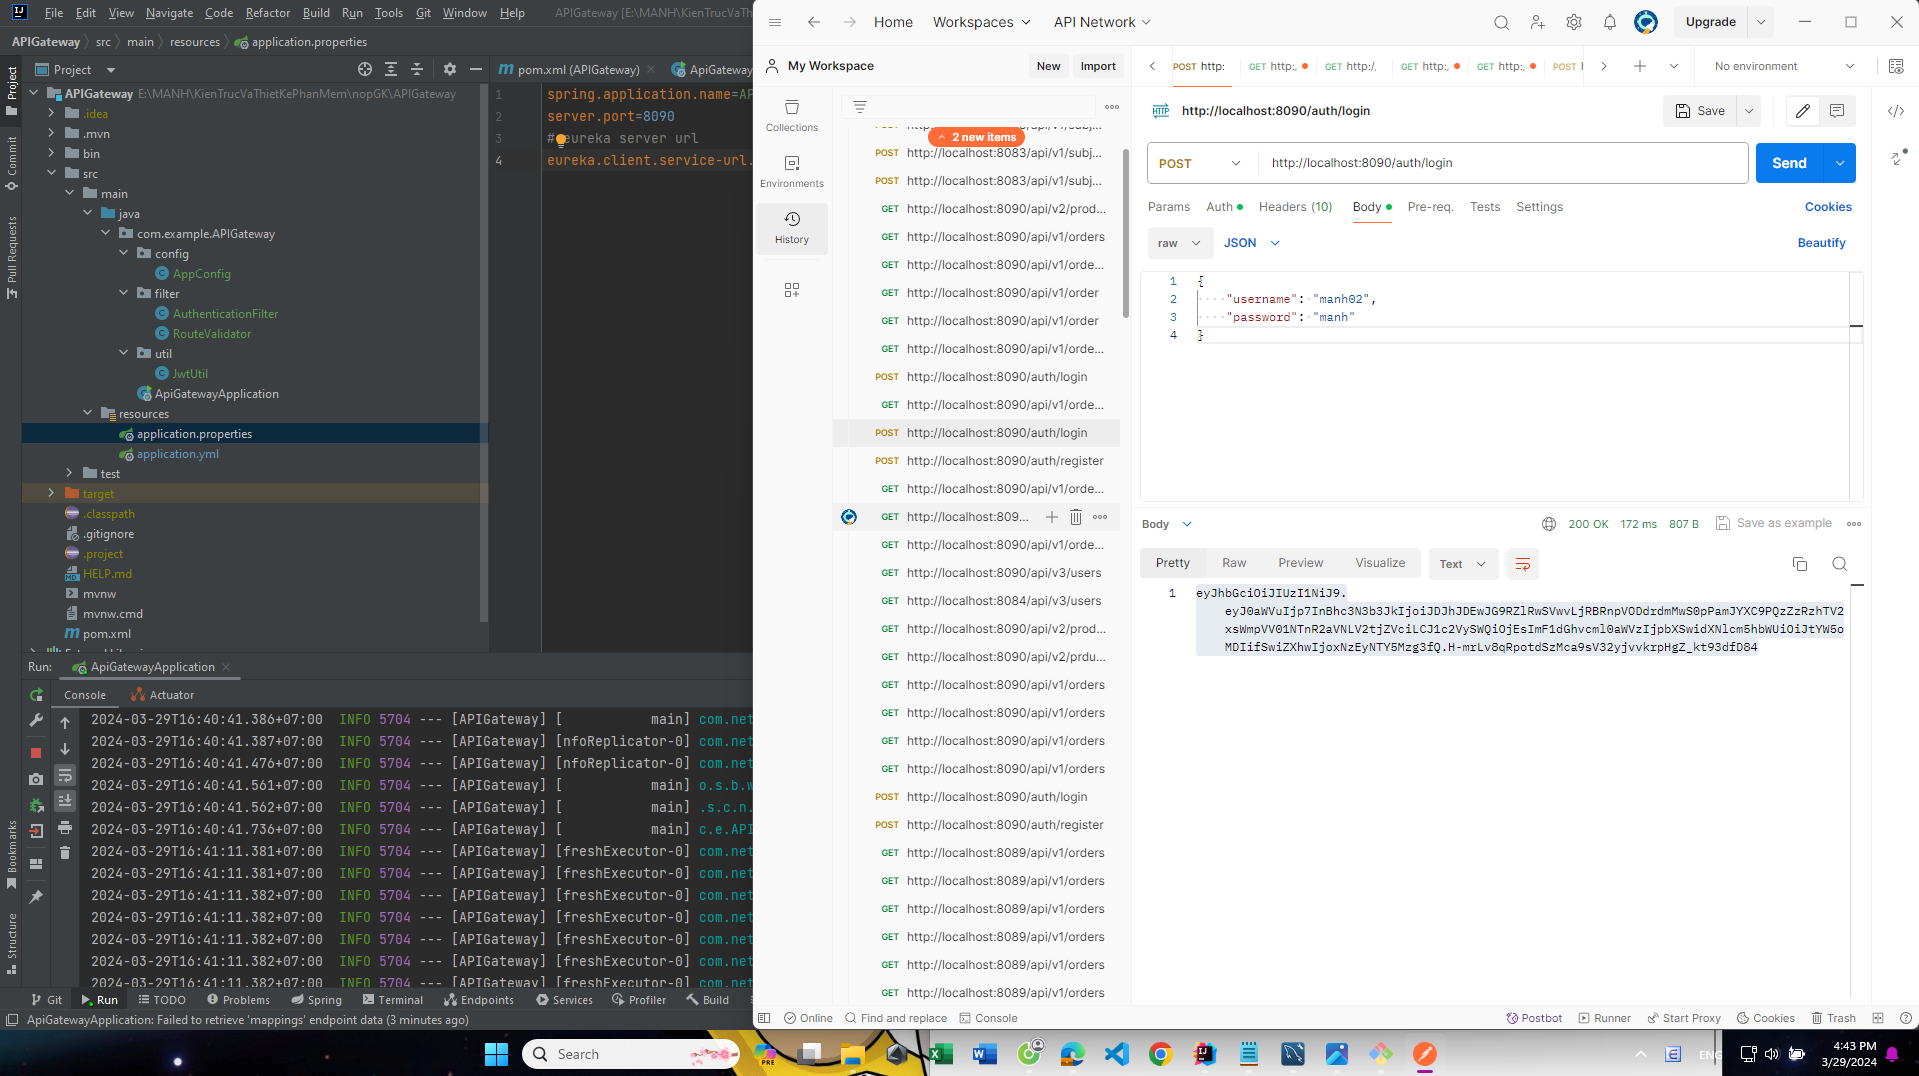 File Edit View Navigate Code Refactor Build Run Tools Git Window Help APIGateway [E:\MANH\KienTrucVaTh
APIGateway src main resources application.properties
Project
pom.xml (APIGateway)
ApiGateway
Project
Commit
Pull Requests
Bookmarks
Structure
APIGateway E:\MANH\KienTrucVaThietKePhanMem\nopGK\APIGateway
.idea
.mvn
bin
src
main
java
com.example.APIGateway
config
AppConfig
filter
AuthenticationFilter
RouteValidator
util
JwtUtil
ApiGatewayApplication
resources
application.properties
application.yml
test
target
.classpath
.gitignore
.project
HELP.md
mvnw
mvnw.cmd
pom.xml
1 spring.application.name=AP
2 server.port=8090
3 #eureka server url
4 eureka.client.service-url.
Run: ApiGatewayApplication
Console Actuator
2024-03-29T16:40:41.386+07:00 INFO 5704 --- [APIGateway] [ main] com.net
2024-03-29T16:40:41.387+07:00 INFO 5704 --- [APIGateway] [nfoReplicator-0] com.net
2024-03-29T16:40:41.476+07:00 INFO 5704 --- [APIGateway] [nfoReplicator-0] com.net
2024-03-29T16:40:41.561+07:00 INFO 5704 --- [APIGateway] [ main] o.s.b.w
2024-03-29T16:40:41.562+07:00 INFO 5704 --- [APIGateway] [ main] .s.c.n.
2024-03-29T16:40:41.736+07:00 INFO 5704 --- [APIGateway] [ main] c.e.API
2024-03-29T16:41:11.381+07:00 INFO 5704 --- [APIGateway] [freshExecutor-0] com.net
2024-03-29T16:41:11.381+07:00 INFO 5704 --- [APIGateway] [freshExecutor-0] com.net
2024-03-29T16:41:11.382+07:00 INFO 5704 --- [APIGateway] [freshExecutor-0] com.net
2024-03-29T16:41:11.382+07:00 INFO 5704 --- [APIGateway] [freshExecutor-0] com.net
2024-03-29T16:41:11.382+07:00 INFO 5704 --- [APIGateway] [freshExecutor-0] com.net
2024-03-29T16:41:11.382+07:00 INFO 5704 --- [APIGateway] [freshExecutor-0] com.net
2024-03-29T16:41:11.382+07:00 INFO 5704 --- [APIGateway] [freshExecutor-0] com.net
Git Run TODO Problems Spring Terminal Endpoints Services Profiler Build
ApiGatewayApplication: Failed to retrieve 'mappings' endpoint data (3 minutes ago)
Home Workspaces API Network
Upgrade
My Workspace New Import
POST http: GET http:, GET http:/, GET http:, GET http:, POST No environment
Collections
Environments
History
2 new items
POST http://localhost:8083/api/v1/subj...
POST http://localhost:8083/api/v1/subj...
GET http://localhost:8090/api/v2/prod...
GET http://localhost:8090/api/v1/orders
GET http://localhost:8090/api/v1/orde...
GET http://localhost:8090/api/v1/order
GET http://localhost:8090/api/v1/order
GET http://localhost:8090/api/v1/orde...
POST http://localhost:8090/auth/login
GET http://localhost:8090/api/v1/orde...
POST http://localhost:8090/auth/login
POST http://localhost:8090/auth/register
GET http://localhost:8090/api/v1/orde...
GET http://localhost:809...
GET http://localhost:8090/api/v1/orde...
GET http://localhost:8090/api/v3/users
GET http://localhost:8084/api/v3/users
GET http://localhost:8090/api/v2/prod...
GET http://localhost:8090/api/v2/prdu...
GET http://localhost:8090/api/v1/orders
GET http://localhost:8090/api/v1/orders
GET http://localhost:8090/api/v1/orders
GET http://localhost:8090/api/v1/orders
POST http://localhost:8090/auth/login
POST http://localhost:8090/auth/register
GET http://localhost:8089/api/v1/orders
GET http://localhost:8089/api/v1/orders
GET http://localhost:8089/api/v1/orders
GET http://localhost:8089/api/v1/orders
GET http://localhost:8089/api/v1/orders
GET http://localhost:8089/api/v1/orders
HTTP http://localhost:8090/auth/login Save
POST http://localhost:8090/auth/login Send
Params Auth Headers (10) Body Pre-req. Tests Settings Cookies
raw JSON Beautify
1 {
2 "username": "manh02",
3 "password": "manh"
4 }
Body 200 OK 172 ms 807 B Save as example
Pretty Raw Preview Visualize Text
1 eyJhbGciOiJIUzI1NiJ9.
eyJ0aWVuIjp7InBhc3N3b3JkIjoiJDJhJDEwJG9RZlRwSVwvLjRBRnpVODdrdmMwS0pPamJYXC9PQzZzRzhTV2
xsWmpVV01NTnR2aVNLV2tjZVciLCJ1c2VySWQiOjEsImF1dGhvcml0aWVzIjpbXSwidXNlcm5hbWUiOiJtYW5o
MDIifSwiZXhwIjoxNzEyNTY5Mzg3fQ.H-mrLv8qRpotdSzMca9sV32yjvvkrpHgZ_kt93dfD84
Online Find and replace Console Postbot Runner Start Proxy Cookies Trash
Search
PRE
ENG
4:43 PM
3/29/2024